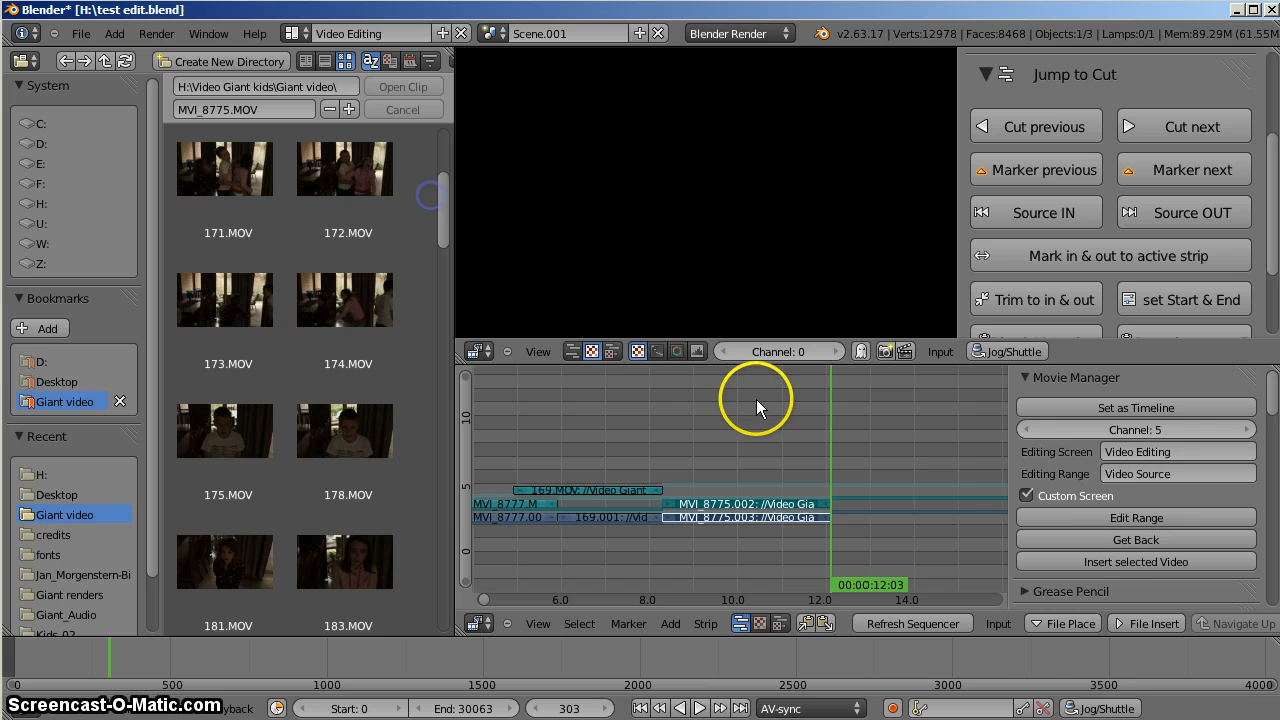 Blender* [H:\test edit.blend]
File Add Render Window Help Video Editing Scene.001 Blender Render v2.63.17 | Verts:12978 | Faces:8468 | Objects:1/3 | Lamps:0/1 | Mem:89.29M (61.55M
Create New Directory
System
C:
D:
E:
F:
H:
U:
W:
Z:
Bookmarks
Add
D:
Desktop
Giant video
Recent
H:
Desktop
Giant video
credits
fonts
Jan_Morgenstern-Bi
Giant renders
Giant_Audio
Kids_02
H:\Video Giant kids\Giant video\
Open Clip
MVI_8775.MOV
Cancel
171.MOV 172.MOV
173.MOV 174.MOV
175.MOV 178.MOV
181.MOV 183.MOV
Jump to Cut
Cut previous Cut next
Marker previous Marker next
Source IN Source OUT
Mark in & out to active strip
Trim to in & out set Start & End
View Channel: 0 Input Jog/Shuttle
10
5
0
169.MOV: //Video Giant
MVI_8777.M MVI_8775.002: //Video Gia
MVI_8777.00 169.001: //Vid MVI_8775.003: //Video Gia
00:00:12:03
6.0 8.0 10.0 12.0 14.0
Movie Manager
Set as Timeline
Channel: 5
Editing Screen Video Editing
Editing Range Video Source
Custom Screen
Edit Range
Get Back
Insert selected Video
Grease Pencil
View Select Marker Add Strip Refresh Sequencer Input File Place File Insert Navigate Up
0 500 1000 1500 2000 2500 3000 3500 4000
Screencast-O-Matic.com
yback Start: 0 End: 30063 303 AV-sync Jog/Shuttle